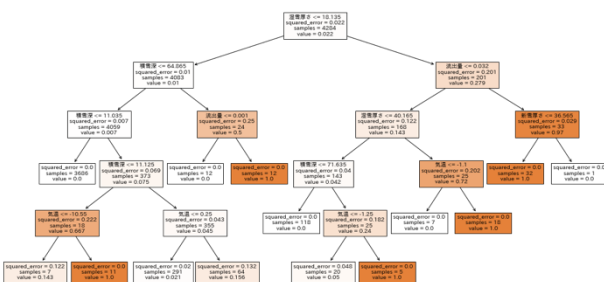 湿雪厚さ <= 18.135
squared_error = 0.022
samples = 4284
value = 0.022
積雪深 <= 64.865
squared_error = 0.01
samples = 4083
value = 0.01
流出量 <= 0.032
squared_error = 0.201
samples = 201
value = 0.279
積雪深 <= 11.035
squared_error = 0.007
samples = 4059
value = 0.007
流出量 <= 0.001
squared_error = 0.25
samples = 24
value = 0.5
湿雪厚さ <= 40.165
squared_error = 0.122
samples = 168
value = 0.143
新雪厚さ <= 36.565
squared_error = 0.029
samples = 33
value = 0.97
squared_error = 0.0
samples = 3686
value = 0.0
積雪深 <= 11.125
squared_error = 0.069
samples = 373
value = 0.075
squared_error = 0.0
samples = 12
value = 0.0
squared_error = 0.0
samples = 12
value = 1.0
積雪深 <= 71.635
squared_error = 0.04
samples = 143
value = 0.042
気温 <= -1.1
squared_error = 0.202
samples = 25
value = 0.72
squared_error = 0.0
samples = 32
value = 1.0
squared_error = 0.0
samples = 1
value = 0.0
気温 <= -10.55
squared_error = 0.222
samples = 18
value = 0.667
気温 <= 0.25
squared_error = 0.043
samples = 355
value = 0.045
squared_error = 0.0
samples = 118
value = 0.0
気温 <= -1.25
squared_error = 0.182
samples = 25
value = 0.24
squared_error = 0.0
samples = 7
value = 0.0
squared_error = 0.0
samples = 18
value = 1.0
squared_error = 0.122
samples = 7
value = 0.143
squared_error = 0.0
samples = 11
value = 1.0
squared_error = 0.02
samples = 291
value = 0.021
squared_error = 0.132
samples = 64
value = 0.156
squared_error = 0.048
samples = 20
value = 0.05
squared_error = 0.0
samples = 5
value = 1.0